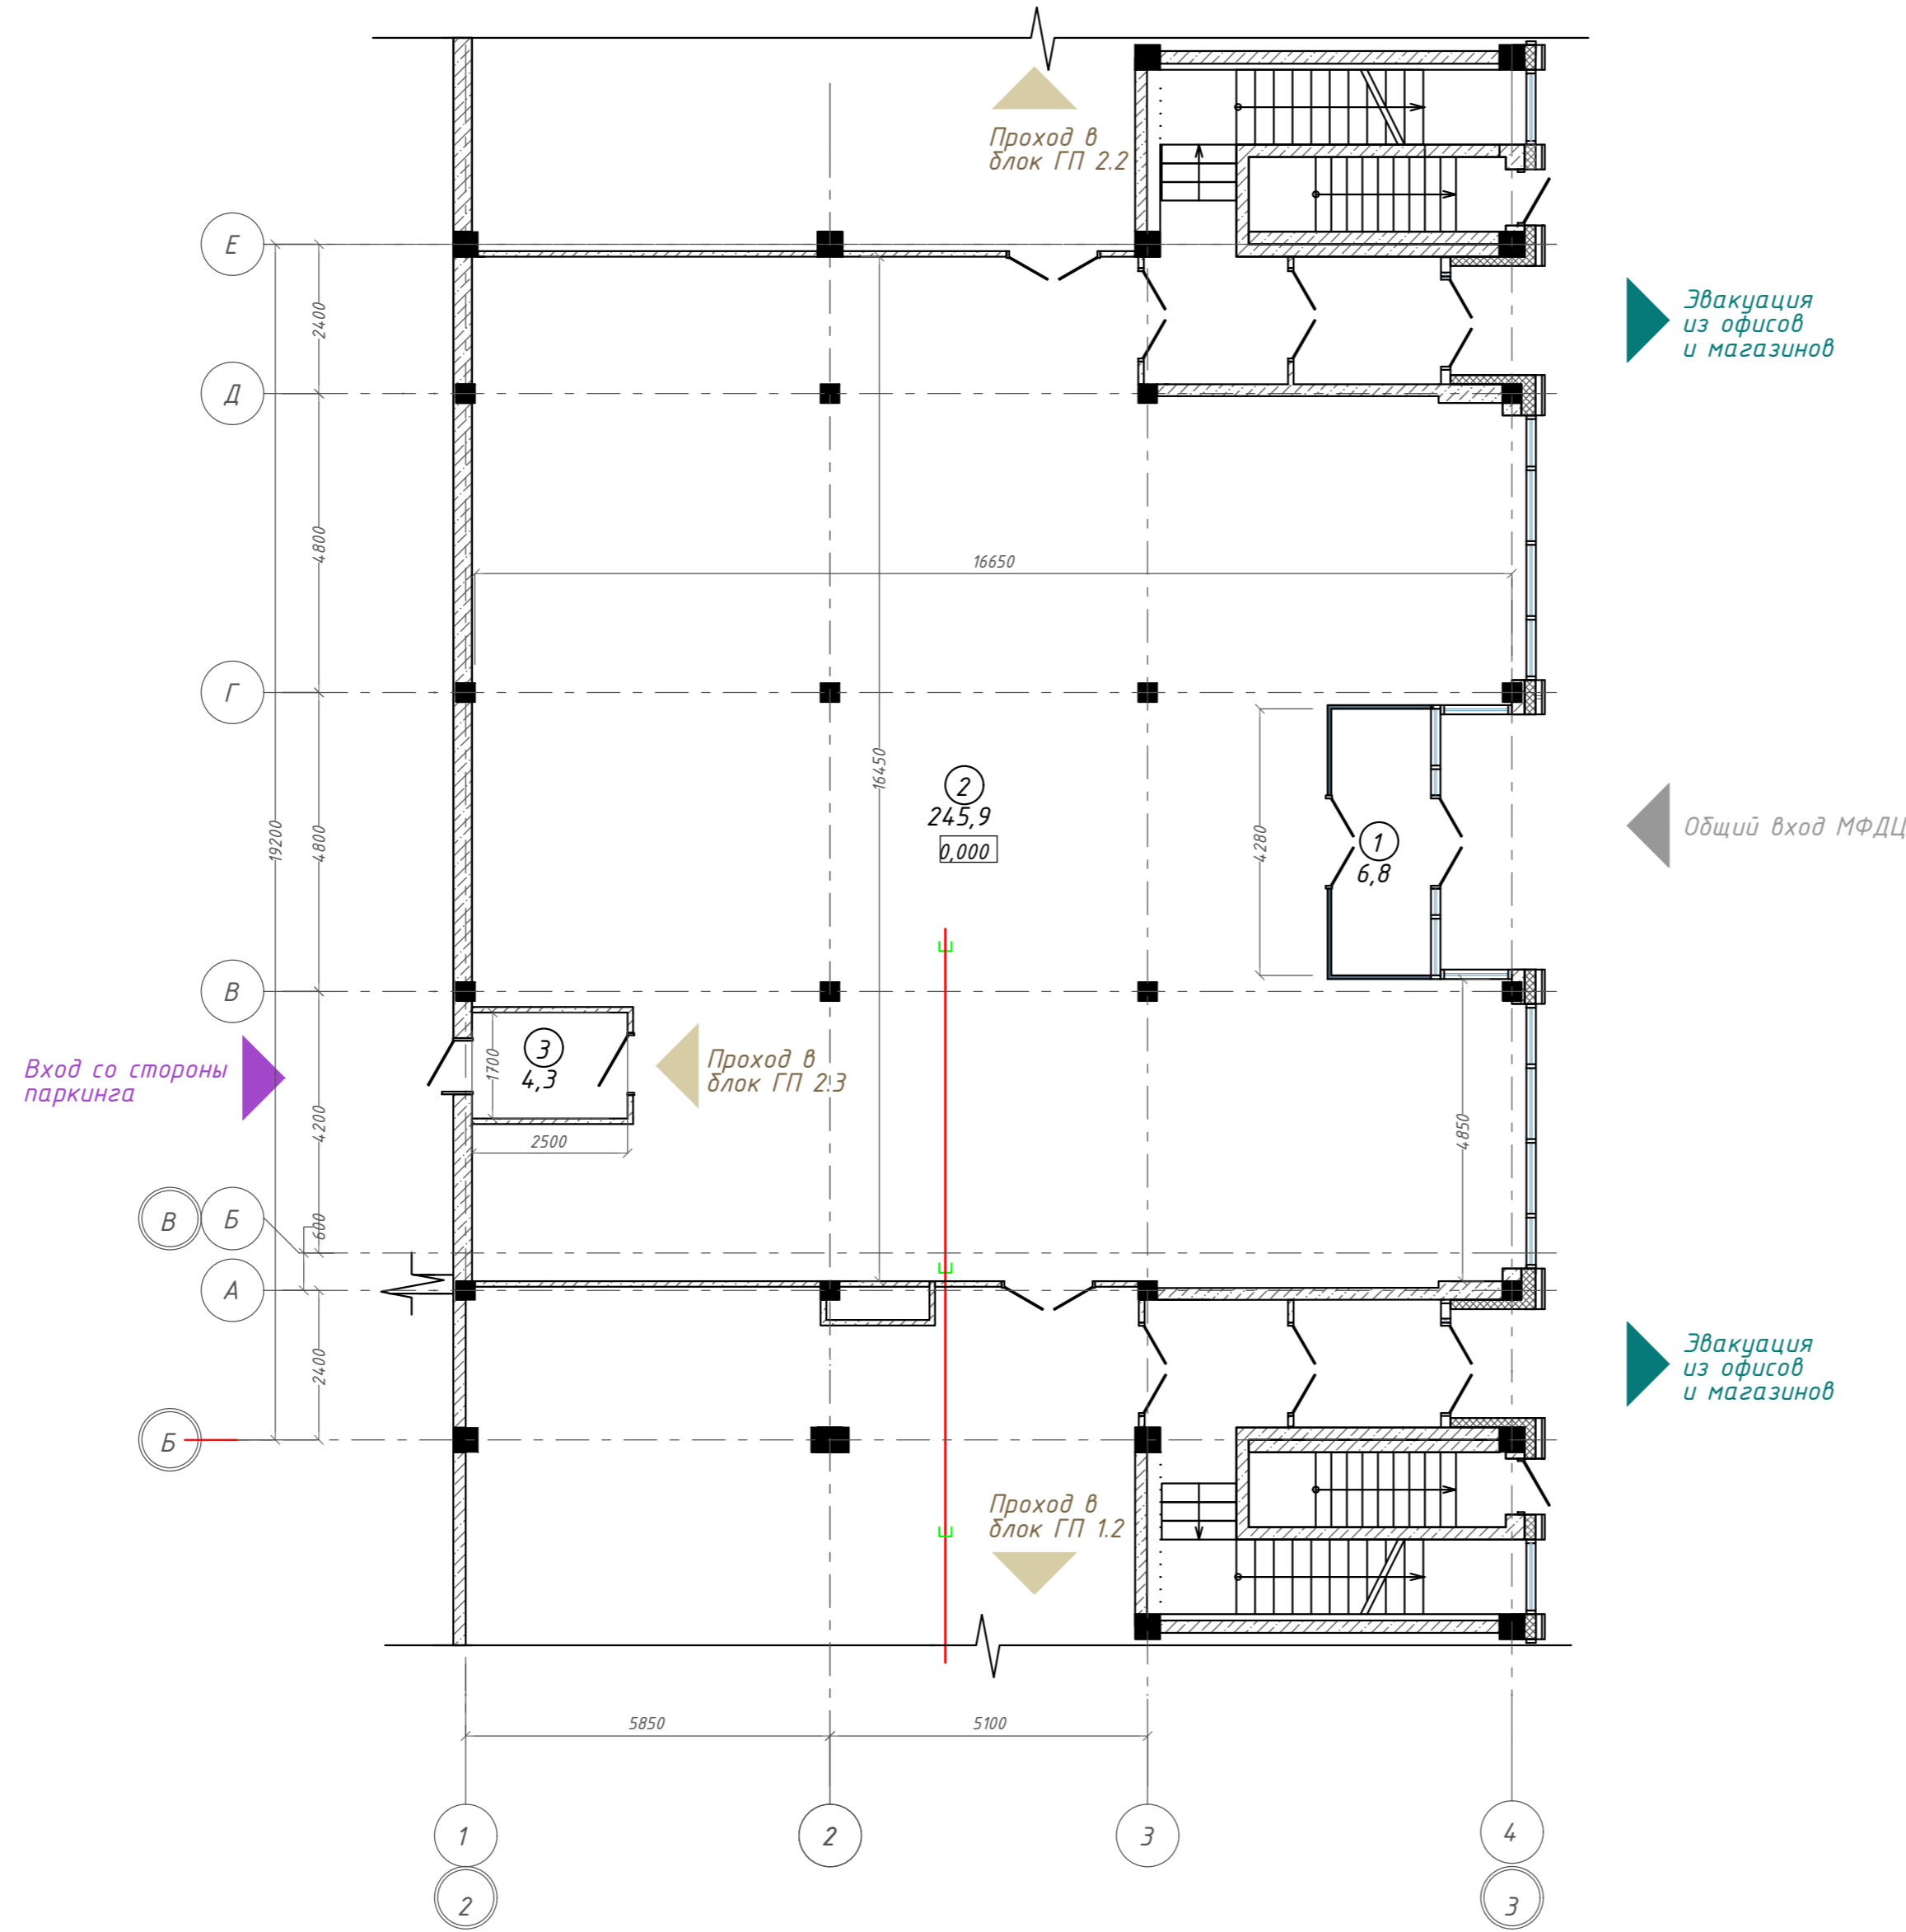 Проход в
блок ГП 2.2
Е
2400
Эвакуация
из офисов
и магазинов
Д
4800
16650
Г
16450
2
245,9
0,000
19200
4800
4280
1
6,8
Общий вход МФДЦ
В
Вход со стороны
паркинга
1700
3
4,3
Проход в
блок ГП 2.3
4200
2500
4850
В
Б
600
А
2400
Эвакуация
из офисов
и магазинов
Б
Проход в
блок ГП 1.2
5850
5100
1
2
3
4
2
3